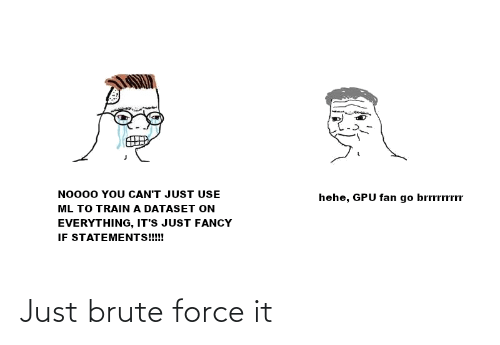 NOOOO YOU CAN'T JUST USE
ML TO TRAIN A DATASET ON
EVERYTHING, IT'S JUST FANCY
IF STATEMENTS!!!!!
hehe, GPU fan go brrrrrrrrr
Just brute force it